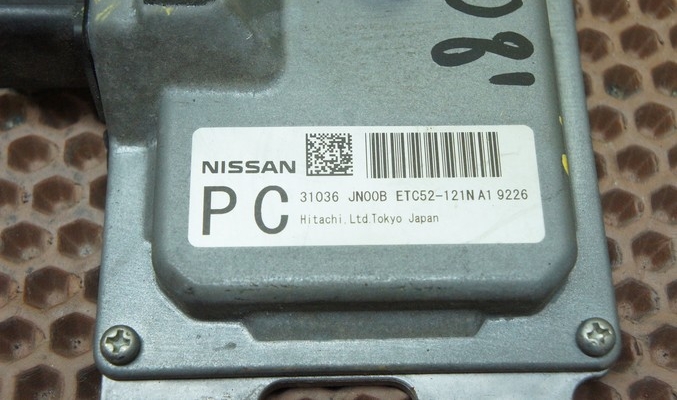 NISSAN
PC 31036 JN00B ETC52-121N A1 9226
Hitachi.Ltd.Tokyo Japan